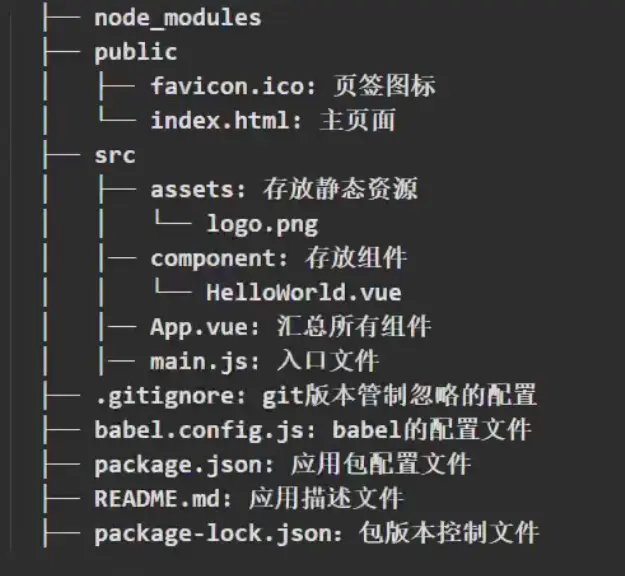 ├── node_modules
├── public
│   ├── favicon.ico: 页签图标
│   └── index.html: 主页面
├── src
│   ├── assets: 存放静态资源
│   │   └── logo.png
│   │── component: 存放组件
│   │   └── HelloWorld.vue
│   │── App.vue: 汇总所有组件
│   │── main.js: 入口文件
├── .gitignore: git版本管制忽略的配置
├── babel.config.js: babel的配置文件
├── package.json: 应用包配置文件
├── README.md: 应用描述文件
├── package-lock.json: 包版本控制文件